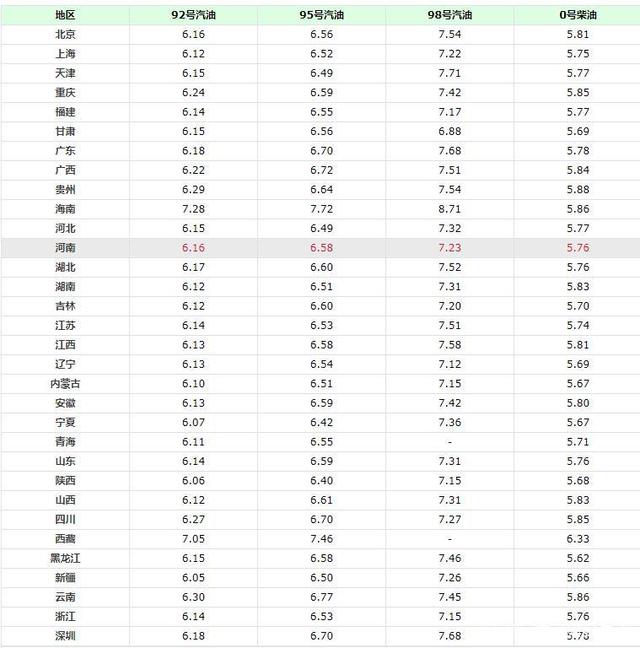 地区 92号汽油 95号汽油 98号汽油 0号柴油
北京 6.16 6.56 7.54 5.81
上海 6.12 6.52 7.22 5.75
天津 6.15 6.49 7.71 5.77
重庆 6.24 6.59 7.42 5.85
福建 6.14 6.55 7.17 5.77
甘肃 6.15 6.56 6.88 5.69
广东 6.18 6.70 7.68 5.78
广西 6.22 6.72 7.51 5.84
贵州 6.29 6.64 7.54 5.88
海南 7.28 7.72 8.71 5.86
河北 6.15 6.49 7.32 5.77
河南 6.16 6.58 7.23 5.76
湖北 6.17 6.60 7.52 5.76
湖南 6.12 6.51 7.31 5.83
吉林 6.12 6.60 7.20 5.70
江苏 6.14 6.53 7.51 5.74
江西 6.13 6.58 7.58 5.81
辽宁 6.13 6.54 7.12 5.69
内蒙古 6.10 6.51 7.15 5.67
安徽 6.13 6.59 7.42 5.80
宁夏 6.07 6.42 7.36 5.67
青海 6.11 6.55 - 5.71
山东 6.14 6.59 7.31 5.76
陕西 6.06 6.40 7.15 5.68
山西 6.12 6.61 7.31 5.83
四川 6.27 6.70 7.27 5.85
西藏 7.05 7.46 - 6.33
黑龙江 6.15 6.58 7.46 5.62
新疆 6.05 6.50 7.26 5.66
云南 6.30 6.77 7.45 5.86
浙江 6.14 6.53 7.15 5.76
深圳 6.18 6.70 7.68 5.78